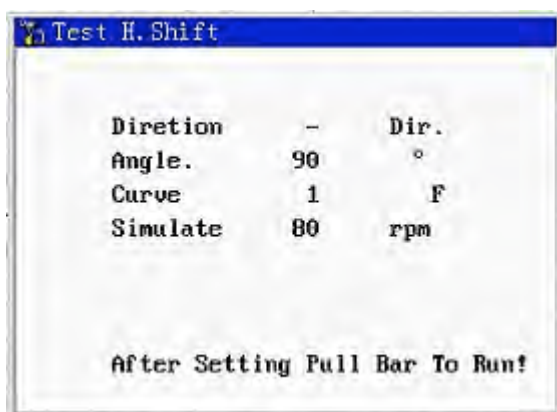 Test H.Shift
Diretion - Dir.
Angle. 90 °
Curve 1 F
Simulate 80 rpm
After Setting Pull Bar To Run!